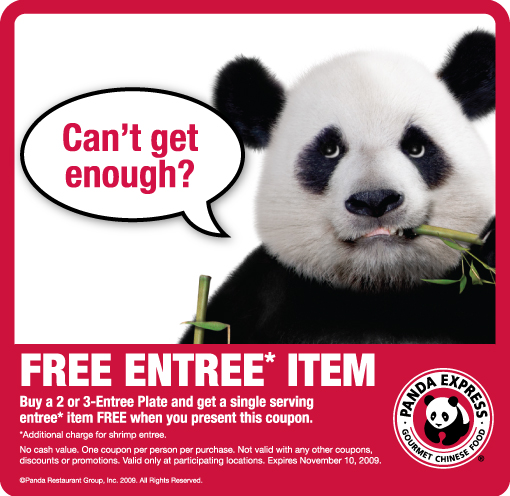 Can't get
enough?
FREE ENTREE* ITEM
Buy a 2 or 3-Entree Plate and get a single serving
entree* item FREE when you present this coupon.
*Additional charge for shrimp entree.
No cash value. One coupon per person per purchase. Not valid with any other coupons,
discounts or promotions. Valid only at participating locations. Expires November 10, 2009.
©Panda Restaurant Group, Inc. 2009. All Rights Reserved.
PANDA EXPRESS
GOURMET CHINESE FOOD
®